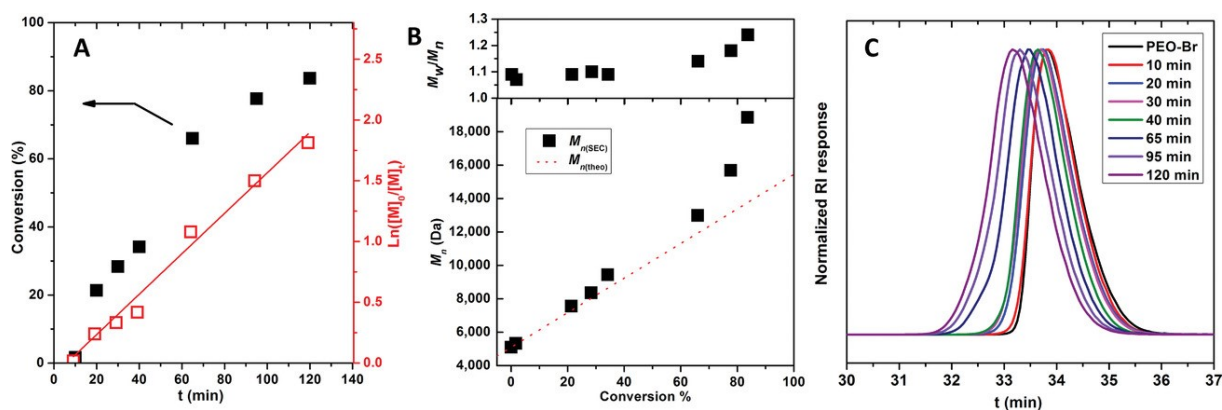 A
Conversion (%)
100
80
60
40
20
0
0 20 40 60 80 100 120 140
t (min)
2.5
2.0
1.5
1.0
0.5
0.0
Ln([M]0/[M]t)
B
Mw/Mn
1.3
1.2
1.1
1.0
18,000
16,000
14,000
12,000
10,000
8,000
6,000
4,000
Mn (Da)
Mn(SEC)
Mn(theo)
0 20 40 60 80 100
Conversion %
C
Normalized RI response
PEO-Br
10 min
20 min
30 min
40 min
65 min
95 min
120 min
30 31 32 33 34 35 36 37
t (min)